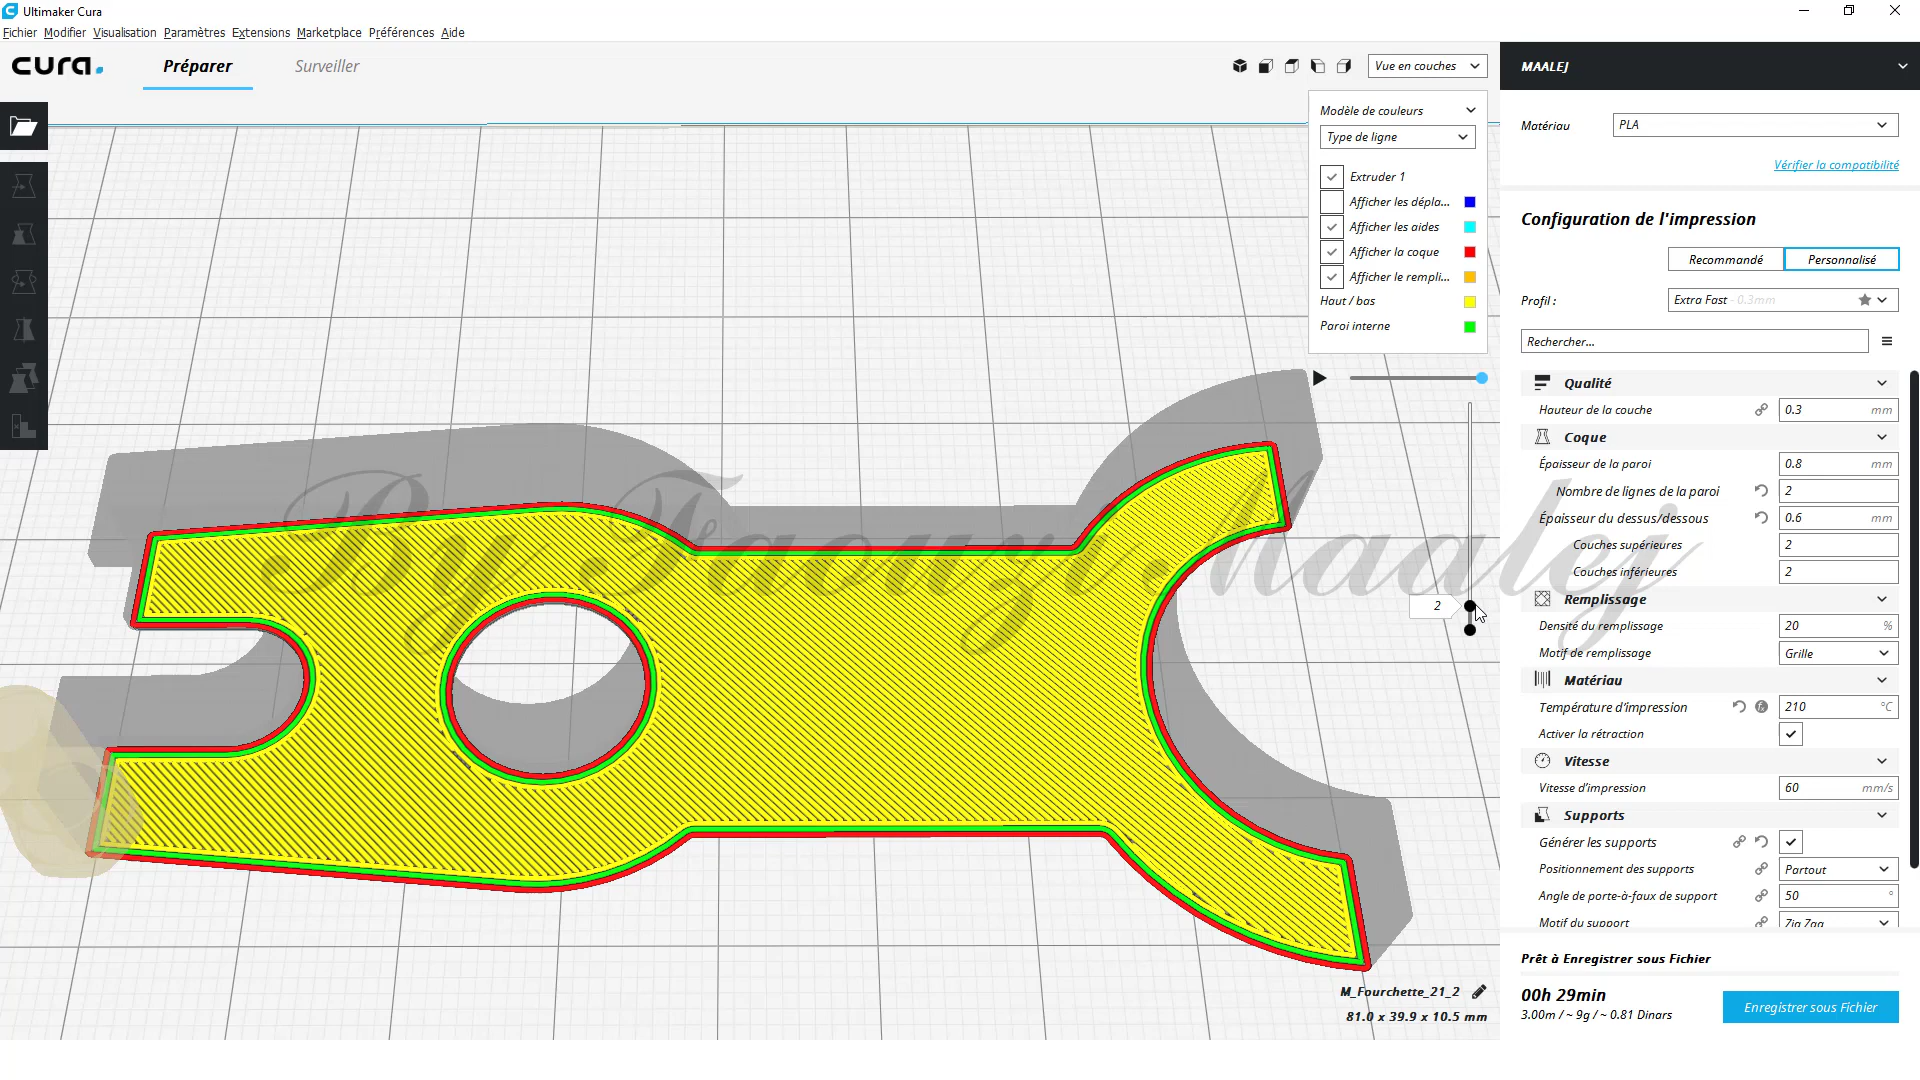 Ultimaker Cura
Fichier Modifier Visualisation Paramètres Extensions Marketplace Préférences Aide
cura.
Préparer
Surveiller
Vue en couches
MAALEJ
Modèle de couleurs
Type de ligne
Extruder 1
Afficher les dépla...
Afficher les aides
Afficher la coque
Afficher le rempli...
Haut / bas
Paroi interne
Matériau
PLA
Vérifier la compatibilité
Configuration de l'impression
Recommandé
Personnalisé
Profil :
Extra Fast - 0.3mm
Rechercher...
Qualité
Hauteur de la couche
0.3 mm
Coque
Épaisseur de la paroi
0.8 mm
Nombre de lignes de la paroi
2
Épaisseur du dessus/dessous
0.6 mm
Couches supérieures
2
Couches inférieures
2
Remplissage
Densité du remplissage
20 %
Motif de remplissage
Grille
Matériau
Température d'impression
210 °C
Activer la rétraction
Vitesse
Vitesse d'impression
60 mm/s
Supports
Générer les supports
Positionnement des supports
Partout
Angle de porte-à-faux de support
50 °
Motif du support
Zig Zag
2
By Faouzi Maalej
M_Fourchette_21_2
81.0 x 39.9 x 10.5 mm
Prêt à Enregistrer sous Fichier
00h 29min
3.00m / ~ 9g / ~ 0.81 Dinars
Enregistrer sous Fichier